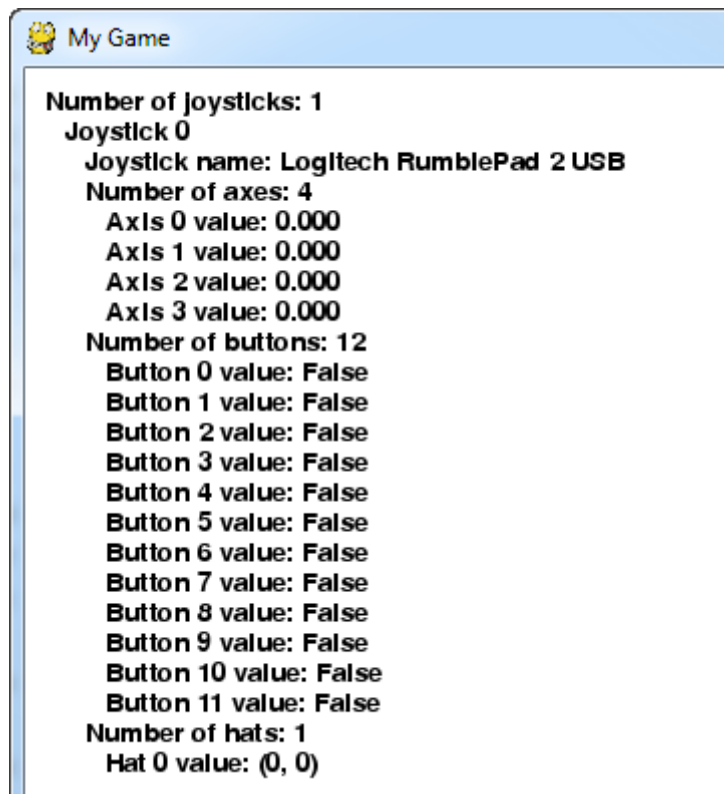 My Game
Number of joysticks: 1
Joystick 0
Joystick name: Logitech RumblePad 2 USB
Number of axes: 4
Axis 0 value: 0.000
Axis 1 value: 0.000
Axis 2 value: 0.000
Axis 3 value: 0.000
Number of buttons: 12
Button 0 value: False
Button 1 value: False
Button 2 value: False
Button 3 value: False
Button 4 value: False
Button 5 value: False
Button 6 value: False
Button 7 value: False
Button 8 value: False
Button 9 value: False
Button 10 value: False
Button 11 value: False
Number of hats: 1
Hat 0 value: (0, 0)